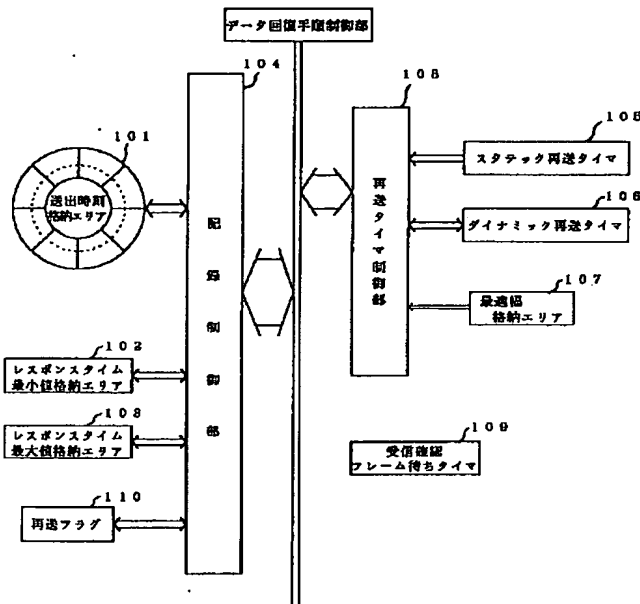 データ回復手順制御部
104
101
送出時刻
格納エリア
記録制御部
102
レスポンスタイム
最小値格納エリア
103
レスポンスタイム
最大値格納エリア
110
再送フラグ
108
再送タイマ制御部
105
スタテック再送タイマ
106
ダイナミック再送タイマ
107
最適幅
格納エリア
109
受信確認
フレーム待ちタイマ